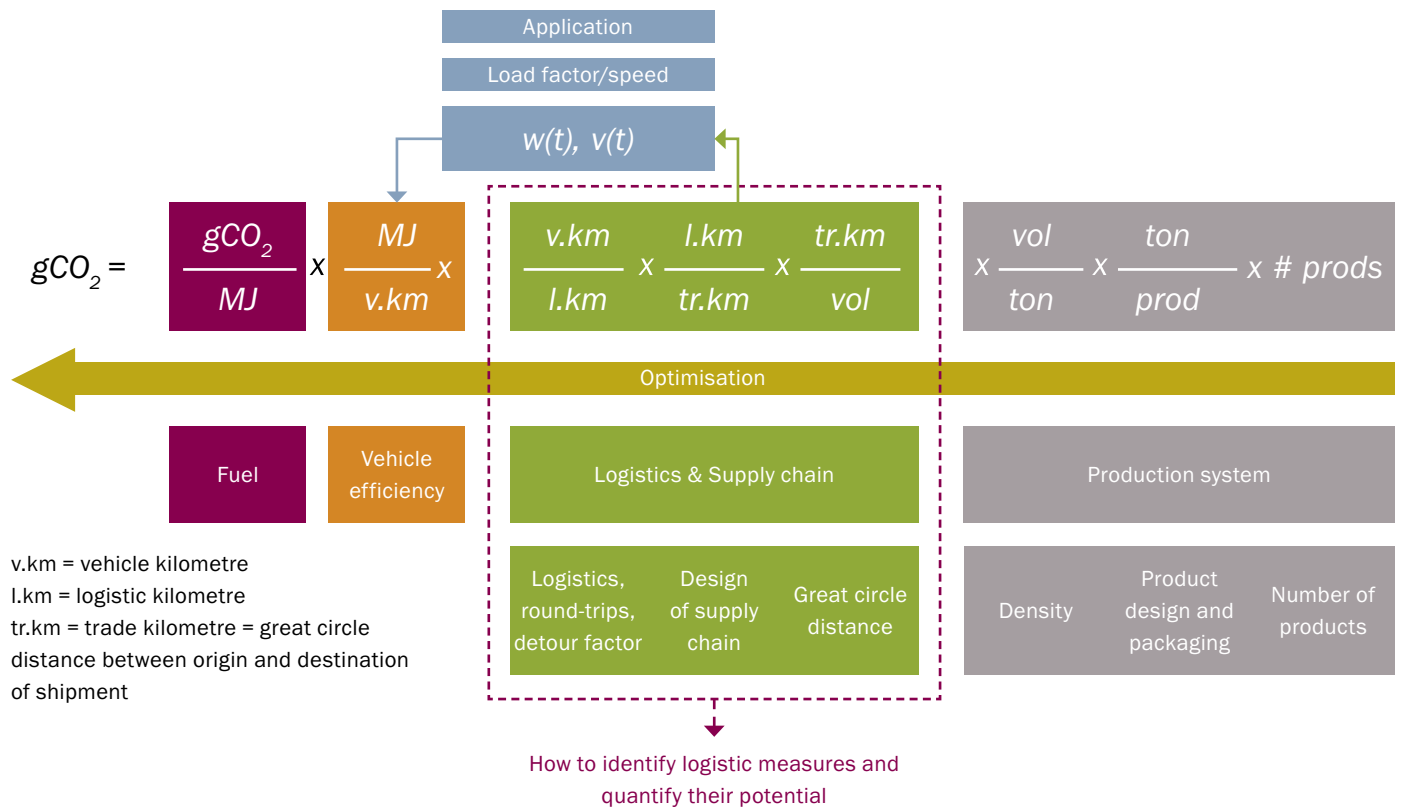 Application
Load factor/speed
w(t), v(t)
gCO₂ = gCO₂/MJ x MJ/v.km x v.km/l.km x l.km/tr.km x tr.km/vol x vol/ton x ton/prod x # prods
Optimisation
Fuel
Vehicle
efficiency
Logistics & Supply chain
Production system
v.km = vehicle kilometre
l.km = logistic kilometre
tr.km = trade kilometre = great circle
distance between origin and destination
of shipment
Logistics,
round-trips,
detour factor
Design
of supply
chain
Great circle
distance
Density
Product
design and
packaging
Number of
products
How to identify logistic measures and
quantify their potential